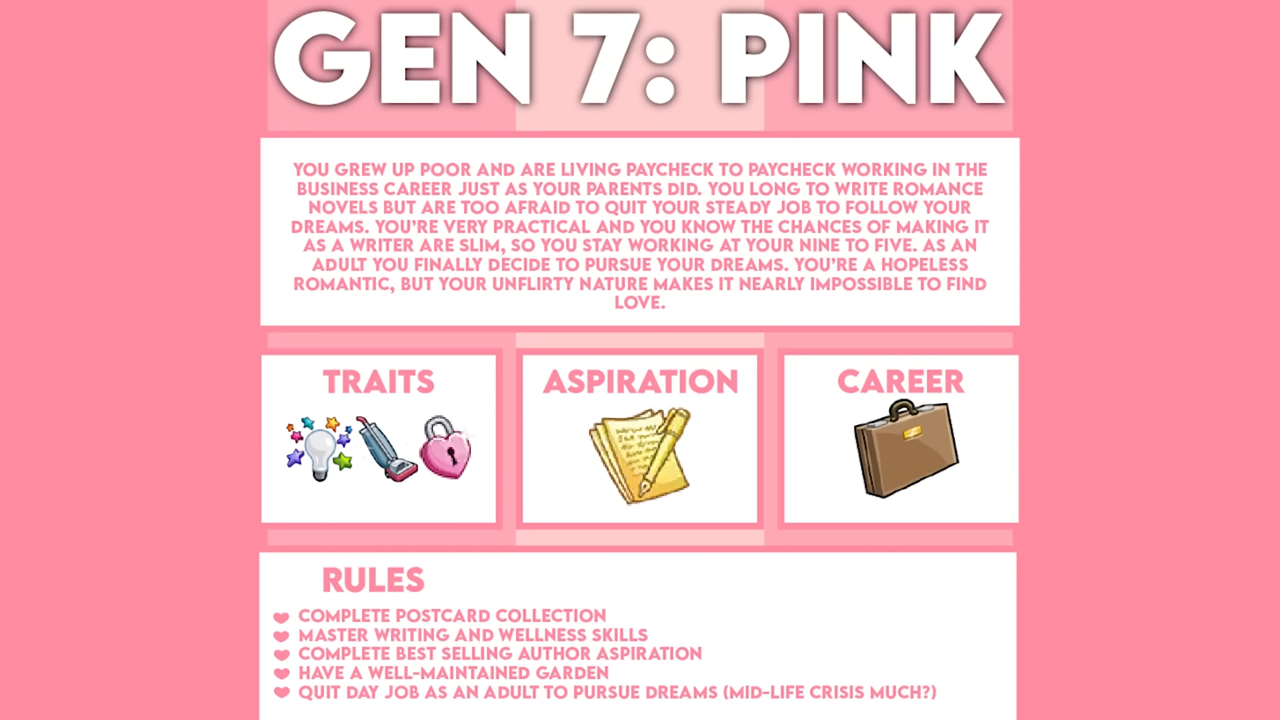 GEN 7: PINK
YOU GREW UP POOR AND ARE LIVING PAYCHECK TO PAYCHECK WORKING IN THE
BUSINESS CAREER JUST AS YOUR PARENTS DID. YOU LONG TO WRITE ROMANCE
NOVELS BUT ARE TOO AFRAID TO QUIT YOUR STEADY JOB TO FOLLOW YOUR
DREAMS. YOU'RE VERY PRACTICAL AND YOU KNOW THE CHANCES OF MAKING IT
AS A WRITER ARE SLIM, SO YOU STAY WORKING AT YOUR NINE TO FIVE. AS AN
ADULT YOU FINALLY DECIDE TO PURSUE YOUR DREAMS. YOU'RE A HOPELESS
ROMANTIC, BUT YOUR UNFLIRTY NATURE MAKES IT NEARLY IMPOSSIBLE TO FIND
LOVE.
TRAITS
ASPIRATION
CAREER
RULES
COMPLETE POSTCARD COLLECTION
MASTER WRITING AND WELLNESS SKILLS
COMPLETE BEST SELLING AUTHOR ASPIRATION
HAVE A WELL-MAINTAINED GARDEN
QUIT DAY JOB AS AN ADULT TO PURSUE DREAMS (MID-LIFE CRISIS MUCH?)